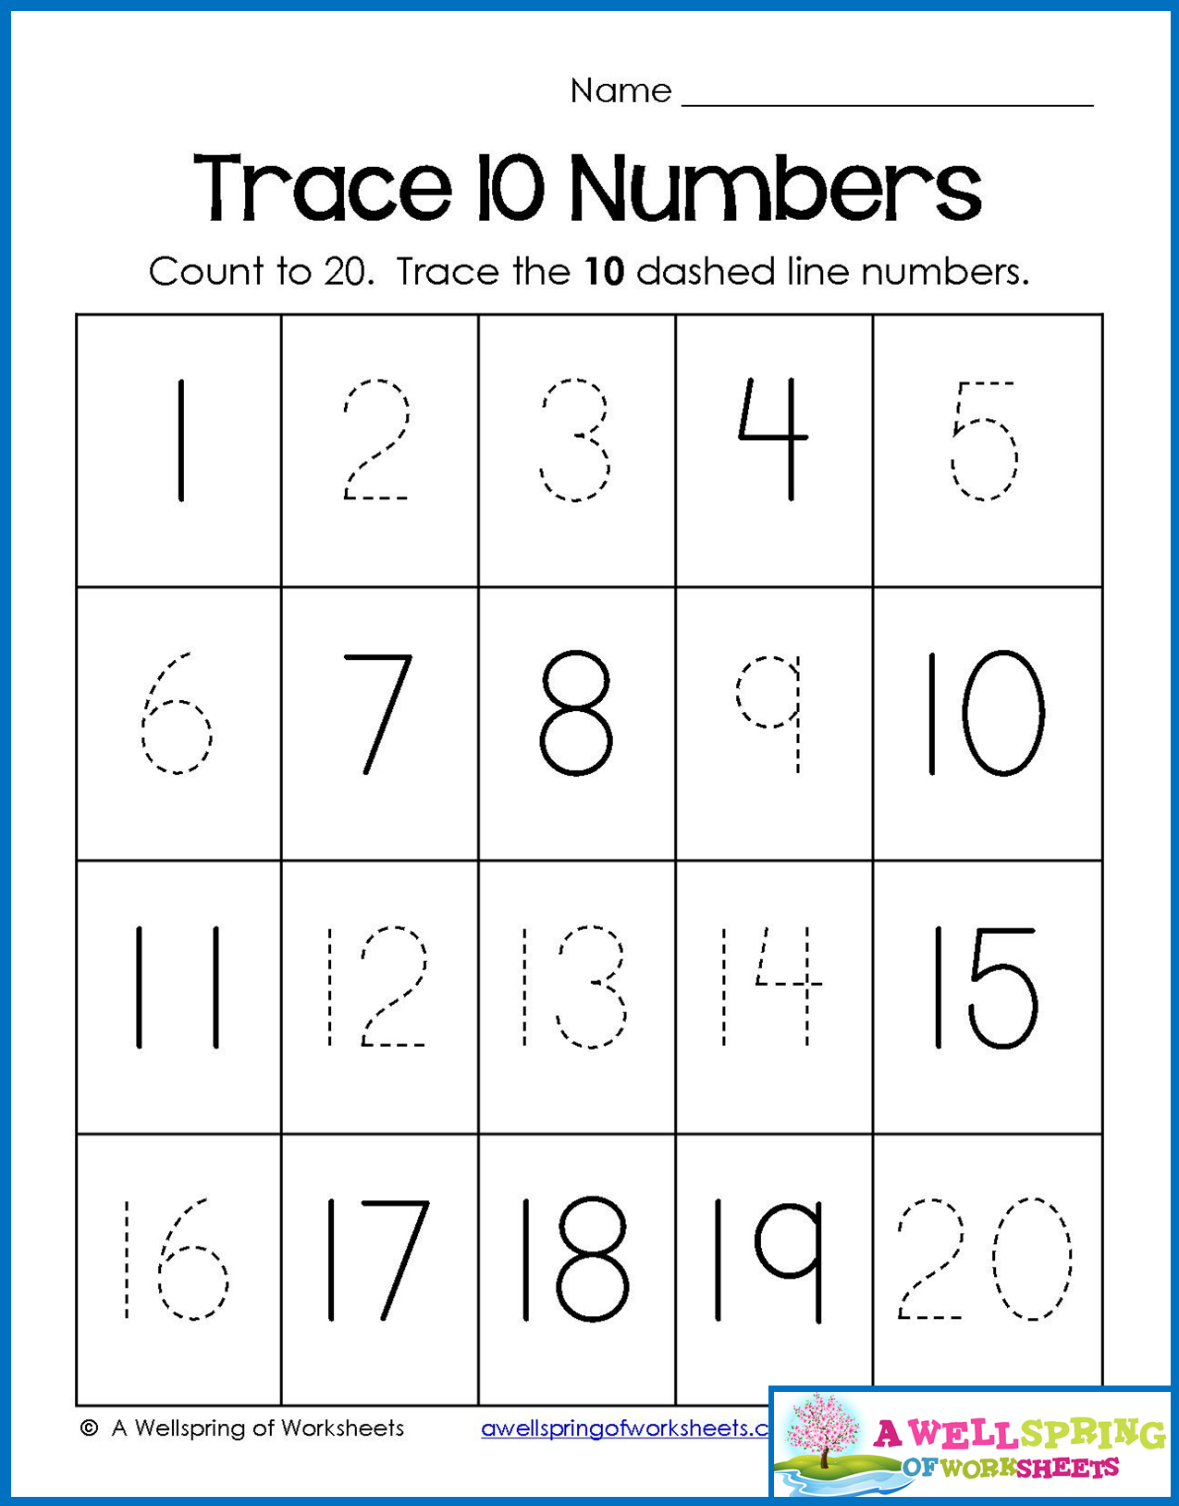 Name
Trace 10 Numbers
Count to 20. Trace the 10 dashed line numbers.
1 2 3 4 5
6 7 8 9 10
11 12 13 14 15
16 17 18 19 20
© A Wellspring of Worksheets awellspringofworksheets.c
A WELLSPRING
OF WORKSHEETS